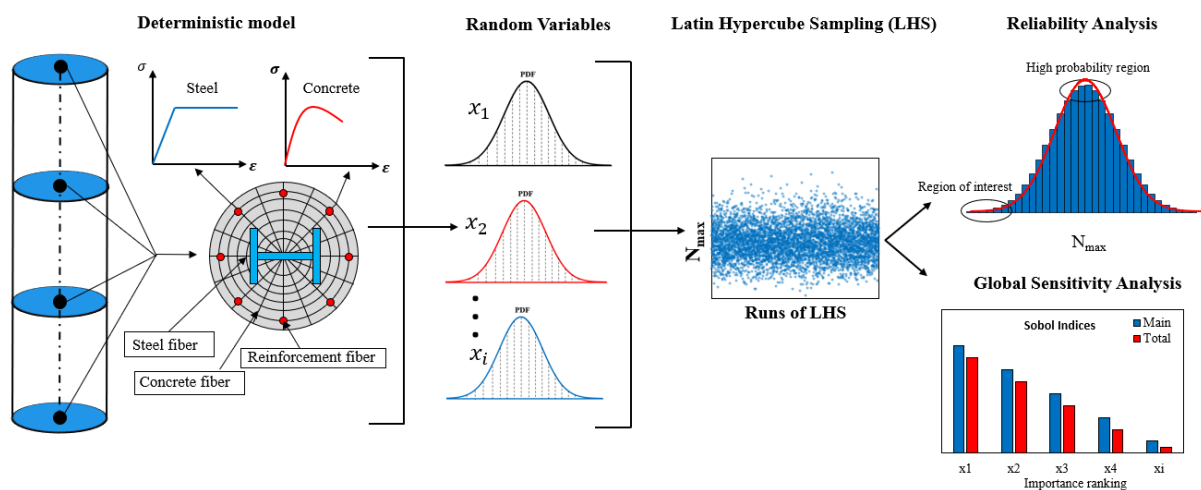 Deterministic model
σ
Steel
ε
σ
Concrete
ε
Steel fiber
Concrete fiber
Reinforcement fiber
Random Variables
PDF
x1
PDF
x2
PDF
xi
Latin Hypercube Sampling (LHS)
Nmax
Runs of LHS
Reliability Analysis
High probability region
Region of interest
Nmax
Global Sensitivity Analysis
Sobol Indices
Main
Total
x1 x2 x3 x4 xi
Importance ranking